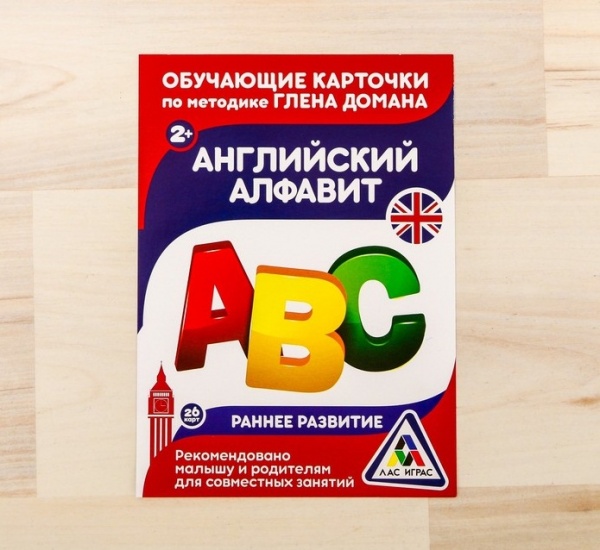 ОБУЧАЮЩИЕ КАРТОЧКИ
по методике ГЛЕНА ДОМАНА
2+
АНГЛИЙСКИЙ
АЛФАВИТ
ABC
26
карт
РАННЕЕ РАЗВИТИЕ
Рекомендовано
малышу и родителям
для совместных занятий
ЛАС ИГРАС